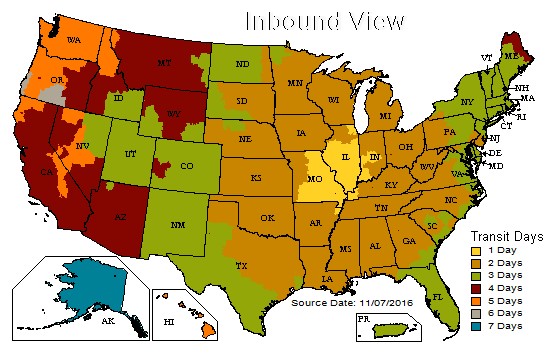 Inbound View
WA
MT
ND
MN
VT
ME
OR
ID
SD
WI
NY
NH
MA
WY
MI
RI
CT
IA
PA
NE
NJ
NV
IL
IN
OH
DE
UT
CO
MD
WV
VA
CA
KS
MO
KY
NC
TN
AZ
NM
OK
AR
SC
MS
AL
GA
TX
LA
FL
Transit Days
1 Day
2 Days
3 Days
4 Days
5 Days
6 Days
7 Days
Source Date: 11/07/2016
AK
HI
PR